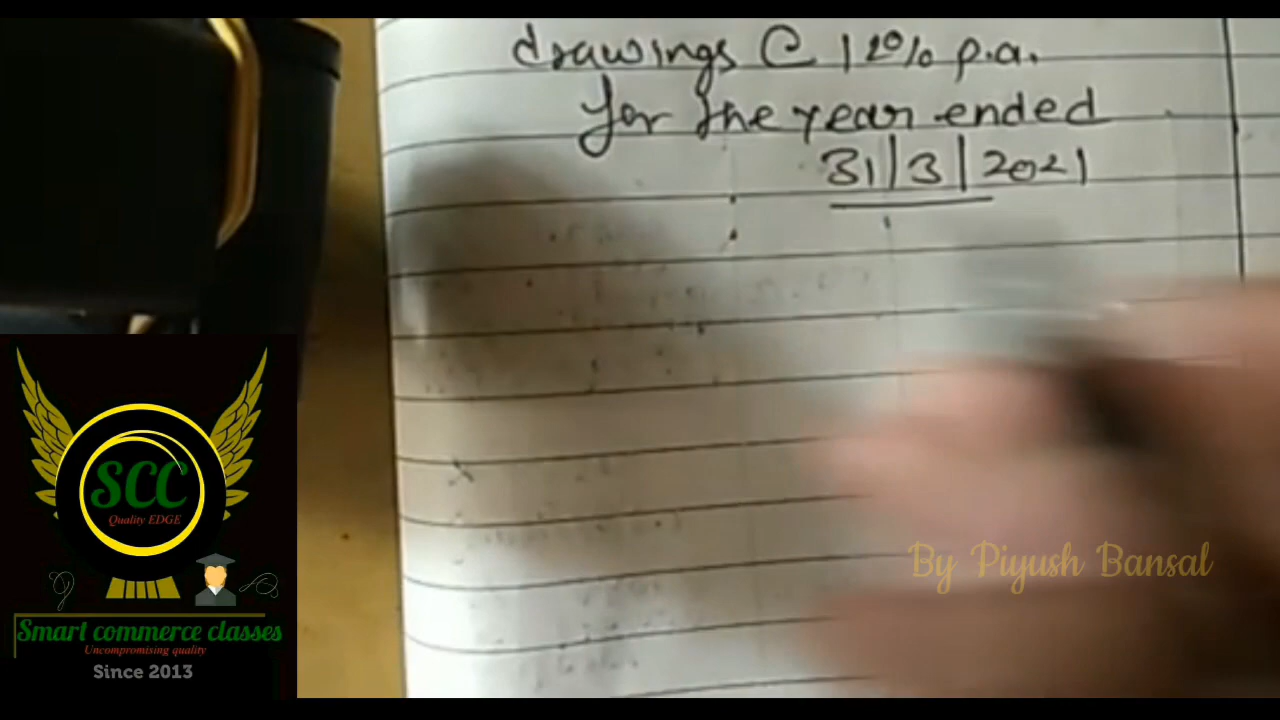 drawings @ 12% p.a.
for the year ended
31/3/2021
SCC
Quality EDGE
Smart commerce classes
Uncompromising quality
Since 2013
By Piyush Bansal